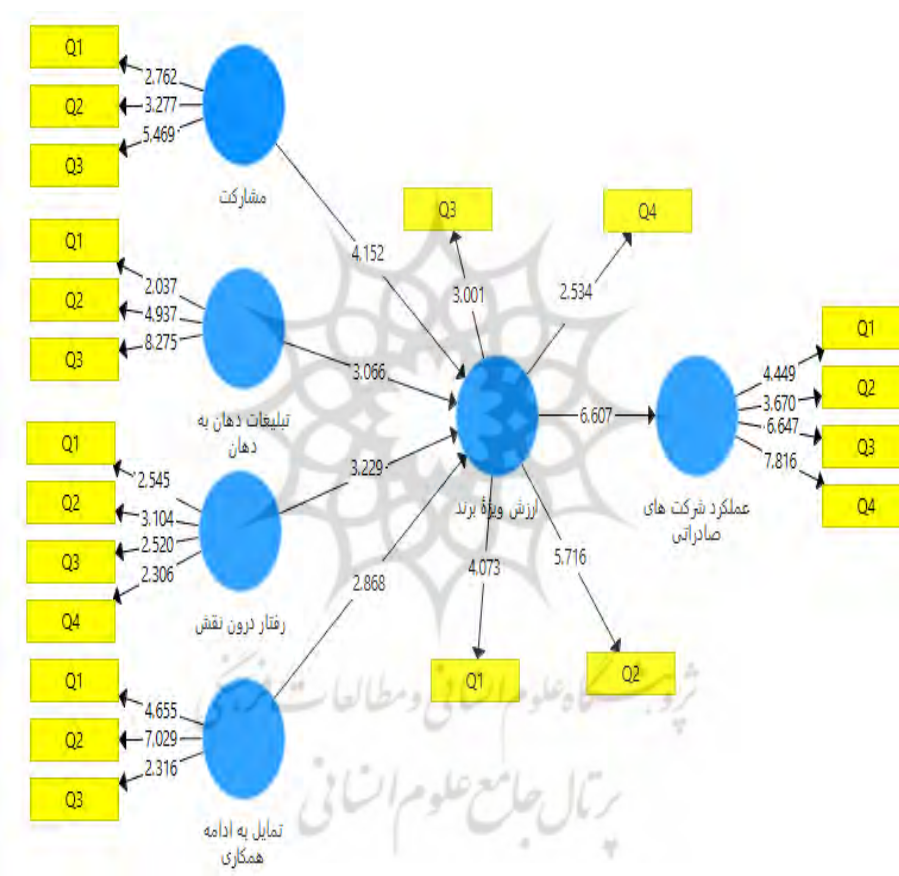 Q1
2.762
Q2
3.277
5.469
Q3
مشارکت
Q3
Q4
4.152
3.001
2.534
Q1
2.037
Q2
4.937
8.275
Q3
3.066
تبلیغات دهان به
دهان
Q1
4.449
Q2
3.670
6.607
6.647
Q3
7.816
Q4
ارزش ویژهٔ برند
عملکرد شرکت های
صادراتی
Q1
2.545
Q2
3.104
2.520
Q3
2.306
Q4
3.229
رفتار درون نقش
2.868
4.073
5.716
Q1
Q2
Q1
4.655
Q2
7.029
2.316
Q3
تمایل به ادامه
همکاری
پژوهشگاه علوم انسانی و مطالعات فرهنگی
پرتال جامع علوم انسانی